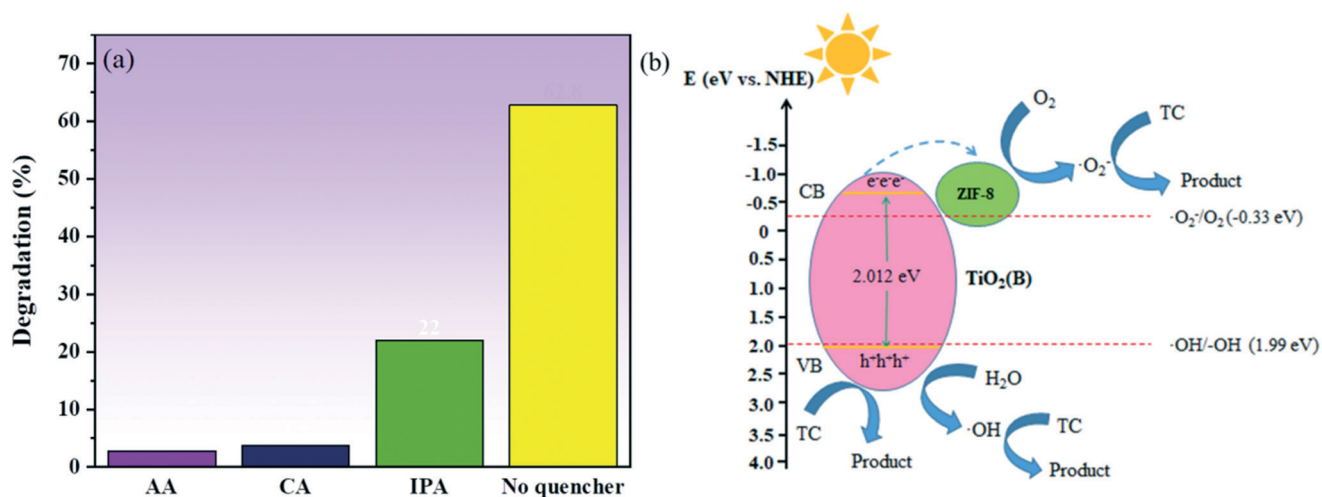 (a)
70
60
50
40
30
20
10
0
Degradation (%)
62.8
22
AA
CA
IPA
No quencher
(b)
E (eV vs. NHE)
-1.5
-1.0
-0.5
0
0.5
1.0
1.5
2.0
2.5
3.0
3.5
4.0
CB
VB
e⁻e⁻e⁻
ZIF-8
O₂
TC
·O₂⁻
Product
·O₂⁻/O₂ (-0.33 eV)
2.012 eV
TiO₂(B)
·OH/-OH (1.99 eV)
h⁺h⁺h⁺
H₂O
TC
·OH
TC
Product
Product